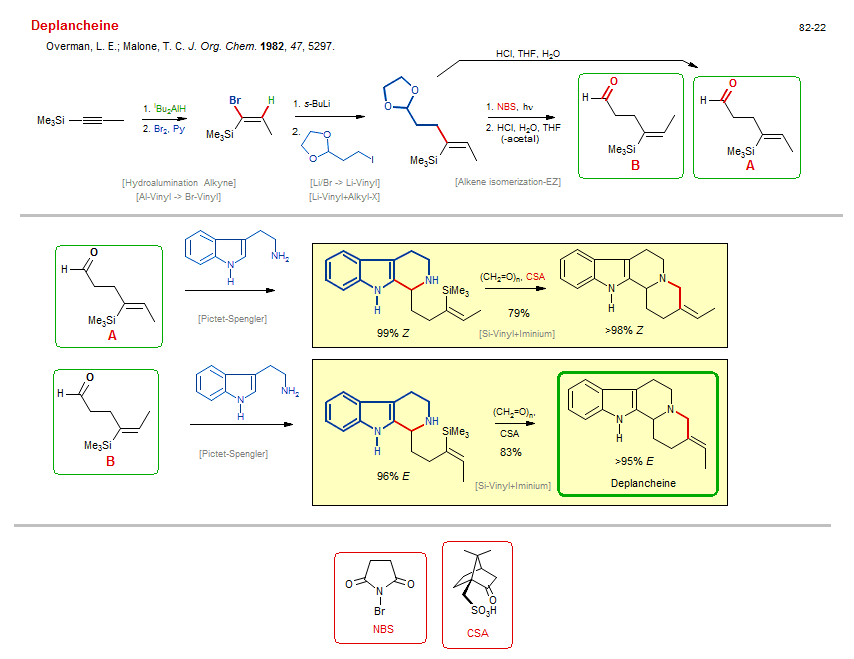 Deplancheine
82-22
Overman, L. E.; Malone, T. C. J. Org. Chem. 1982, 47, 5297.
HCl, THF, H2O
Me3Si
1. iBu2AlH
2. Br2, Py
Br
H
Me3Si
1. s-BuLi
2.
O
O
I
O
O
Me3Si
1. NBS, hν
2. HCl, H2O, THF
(-acetal)
H
O
Me3Si
B
H
O
Me3Si
A
[Hydroalumination Alkyne]
[Al-Vinyl -> Br-Vinyl]
[Li/Br -> Li-Vinyl]
[Li-Vinyl+Alkyl-X]
[Alkene isomerization-EZ]
H
O
Me3Si
A
N
H
NH2
[Pictet-Spengler]
N
H
NH
SiMe3
99% Z
(CH2=O)n, CSA
79%
[Si-Vinyl+Iminium]
N
H
N
>98% Z
H
O
Me3Si
B
N
H
NH2
[Pictet-Spengler]
N
H
NH
SiMe3
96% E
(CH2=O)n,
CSA
83%
[Si-Vinyl+Iminium]
N
H
N
>95% E
Deplancheine
O
N
O
Br
NBS
O
SO3H
CSA